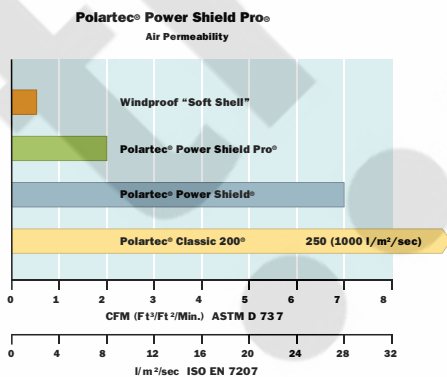 Polartec® Power Shield Pro®
Air Permeability
Windproof “Soft Shell”
Polartec® Power Shield Pro®
Polartec® Power Shield®
Polartec® Classic 200® 250 (1000 l/m²/sec)
0 1 2 3 4 5 6 7 8
CFM (Ft³/Ft²/Min.) ASTM D 737
0 4 8 12 16 20 24 28 32
l/m²/sec ISO EN 7207